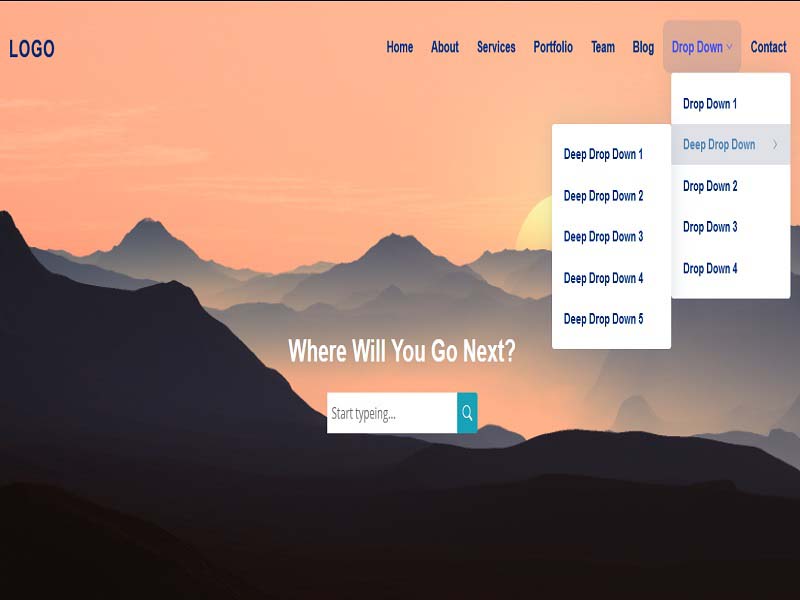 LOGO
Home About Services Portfolio Team Blog Drop Down Contact
Drop Down 1
Deep Drop Down
Drop Down 2
Drop Down 3
Drop Down 4
Deep Drop Down 1
Deep Drop Down 2
Deep Drop Down 3
Deep Drop Down 4
Deep Drop Down 5
Where Will You Go Next?
Start typeing...